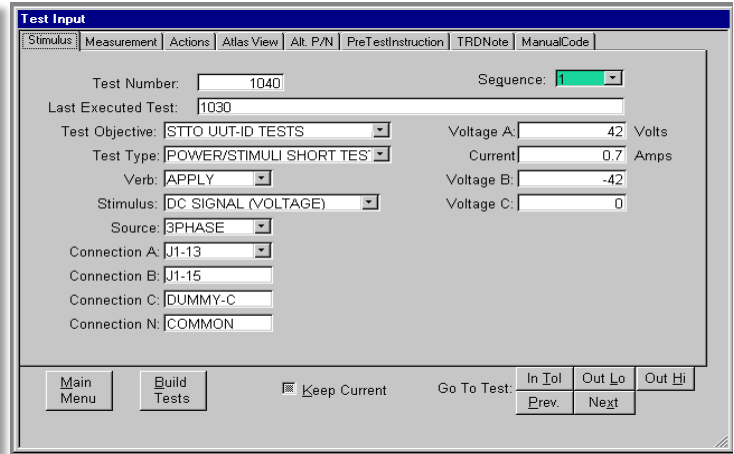 Test Input
Stimulus Measurement Actions Atlas View Alt. P/N PreTestInstruction TRDNote ManualCode
Test Number: 1040 Sequence: 1
Last Executed Test: 1030
Test Objective: STTO UUT-ID TESTS Voltage A: 42 Volts
Test Type: POWER/STIMULI SHORT TEST Current 0.7 Amps
Verb: APPLY Voltage B: -42
Stimulus: DC SIGNAL (VOLTAGE) Voltage C: 0
Source: 3PHASE
Connection A: J1-13
Connection B: J1-15
Connection C: DUMMY-C
Connection N: COMMON
Main Menu Build Tests Keep Current Go To Test: In Tol Out Lo Out Hi
Prev. Next